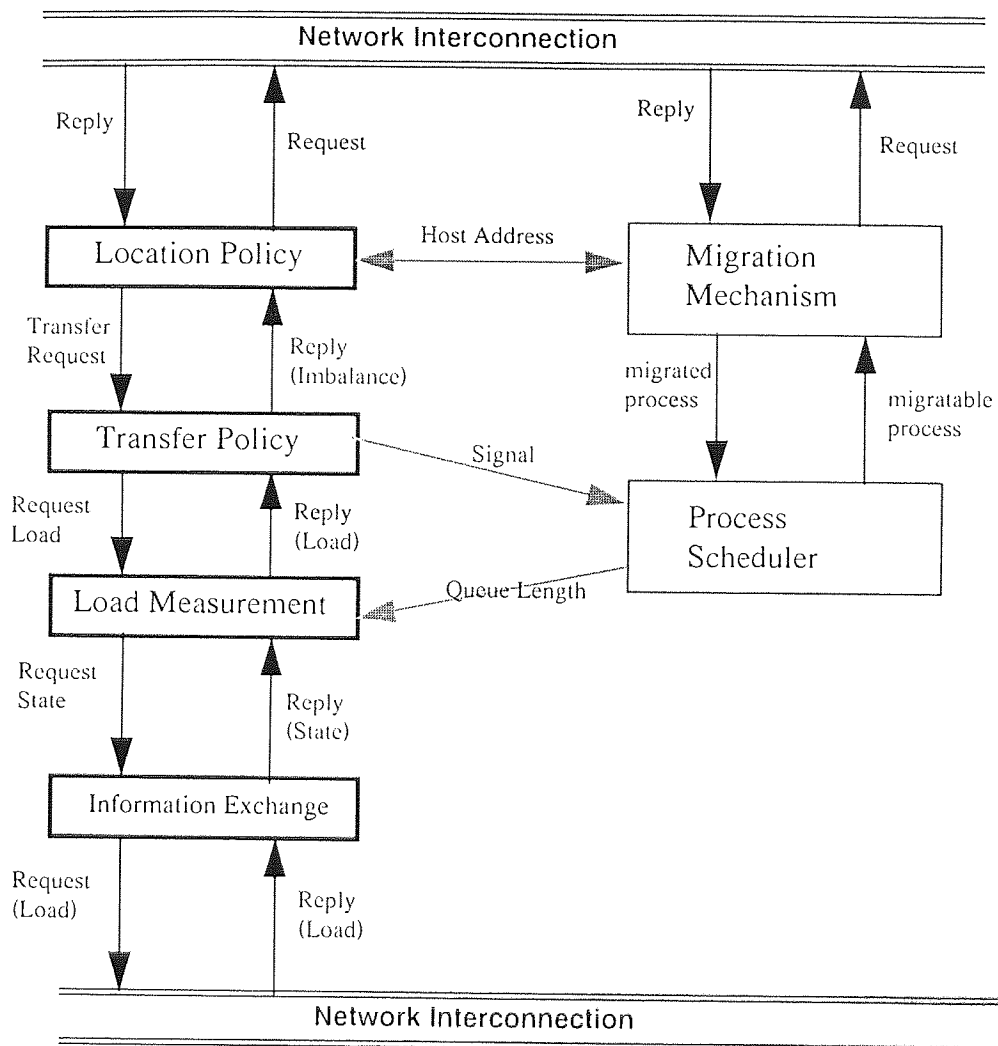 Network Interconnection
Reply
Request
Reply
Request
Location Policy
Host Address
Migration
Mechanism
Transfer
Request
Reply
(Imbalance)
migrated
process
migratable
process
Transfer Policy
Signal
Request
Load
Reply
(Load)
Process
Scheduler
Load Measurement
Queue Length
Request
State
Reply
(State)
Information Exchange
Request
(Load)
Reply
(Load)
Network Interconnection